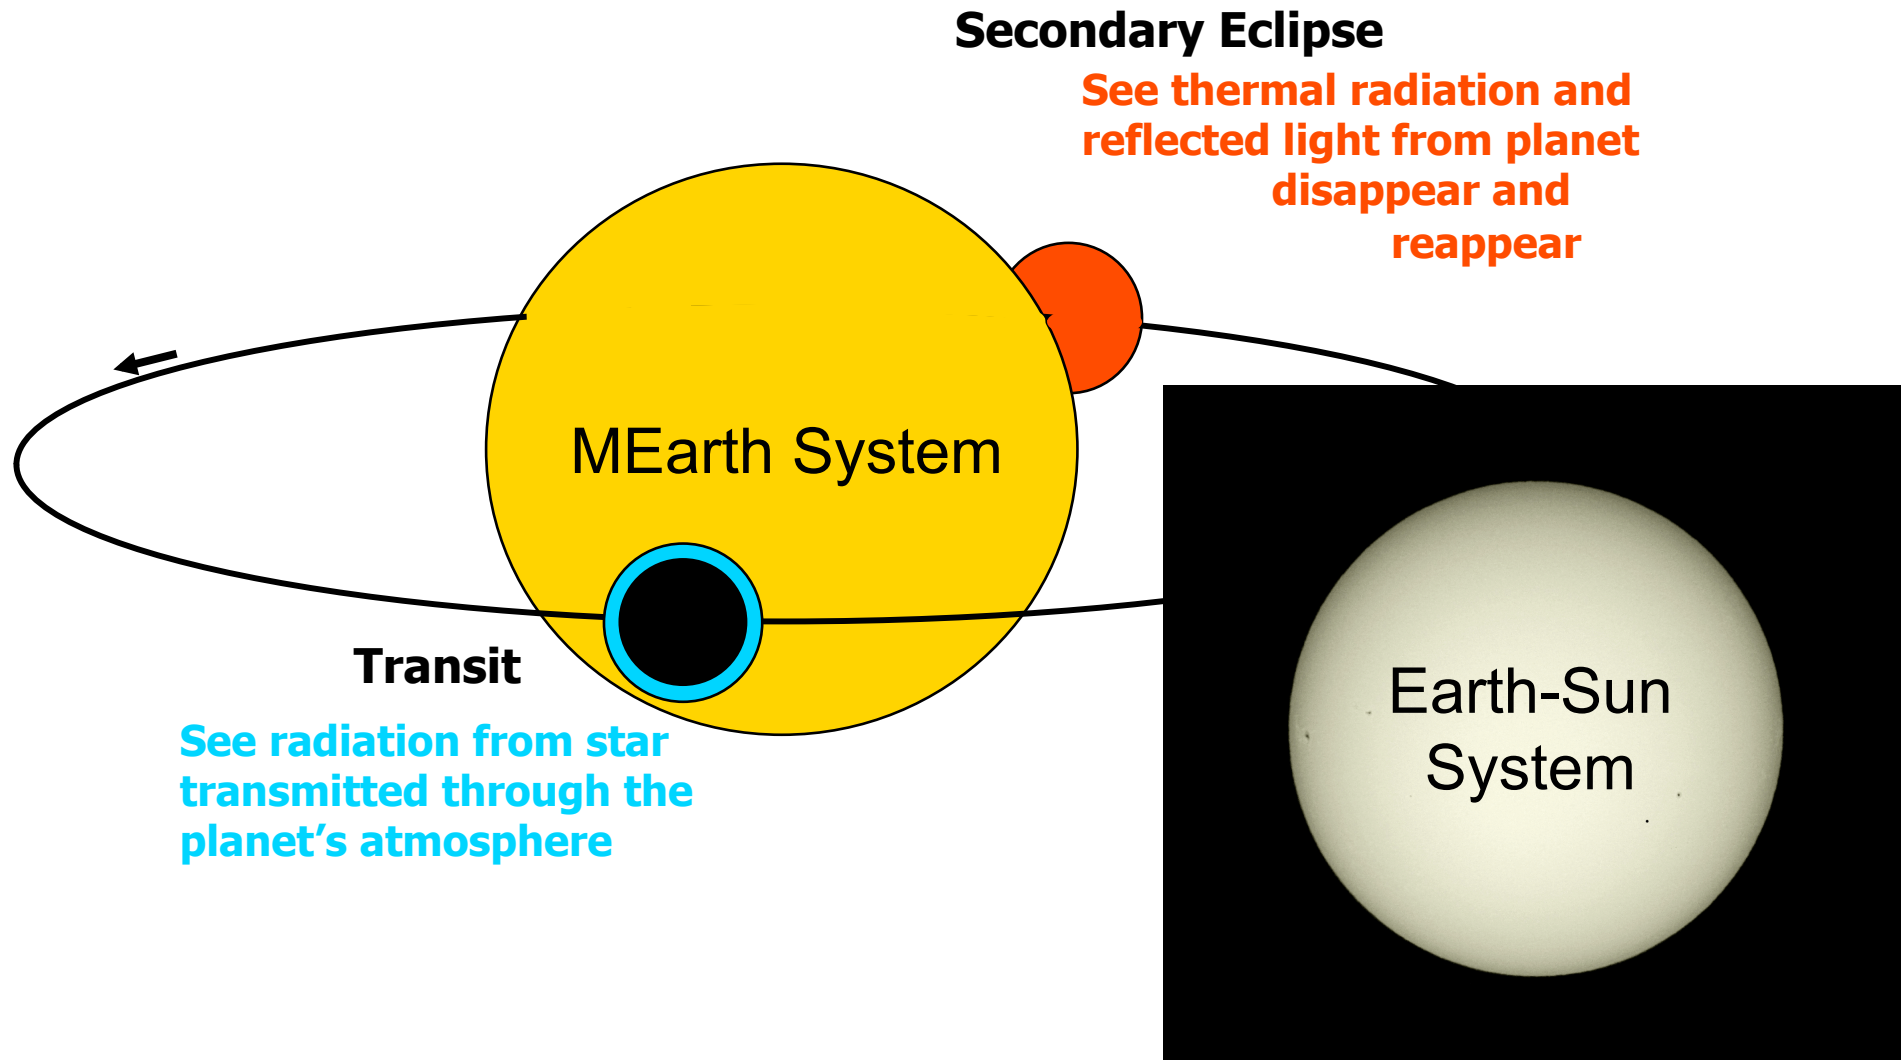 Secondary Eclipse
See thermal radiation and
reflected light from planet
disappear and
reappear
MEarth System
Transit
See radiation from star
transmitted through the
planet’s atmosphere
Earth-Sun
System